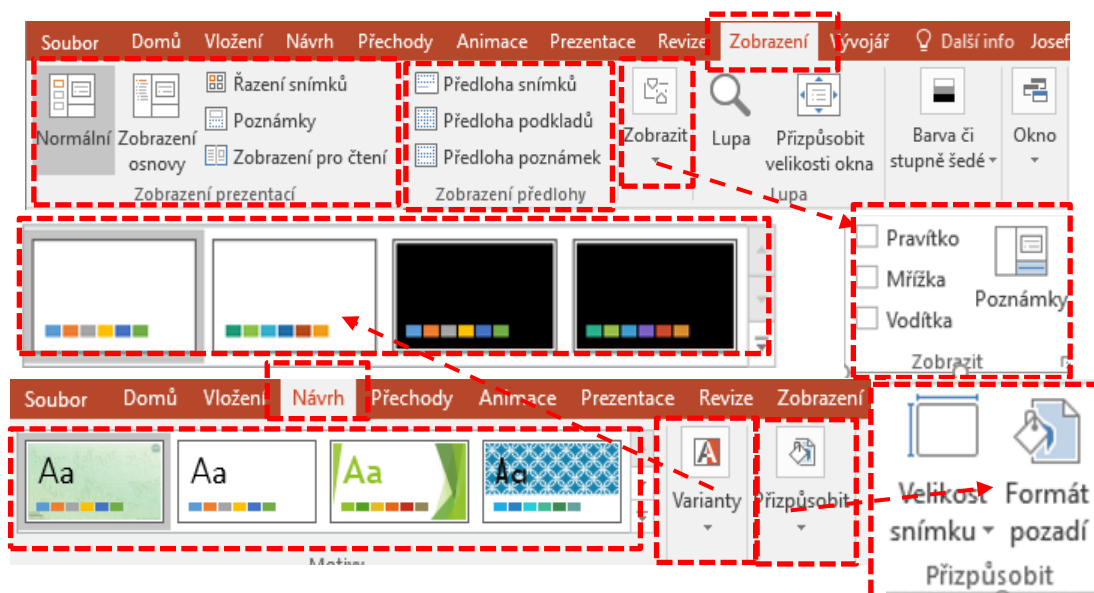 Soubor Domů Vložení Návrh Přechody Animace Prezentace Revize Zobrazení Vývojář Další info Josef
Normální
Zobrazení
osnovy
Řazení snímků
Poznámky
Zobrazení pro čtení
Zobrazení prezentací
Předloha snímků
Předloha podkladů
Předloha poznámek
Zobrazení předlohy
Zobrazit
Lupa
Přizpůsobit
velikosti okna
Lupa
Barva či
stupně šedé
Okno
Pravítko
Mřížka
Vodítka
Poznámky
Zobrazit
Soubor Domů Vložení Návrh Přechody Animace Prezentace Revize Zobrazení
Aa
Aa
Aa
Aa
Motivy
Varianty
Přizpůsobit
Velikost
snímku
Formát
pozadí
Přizpůsobit